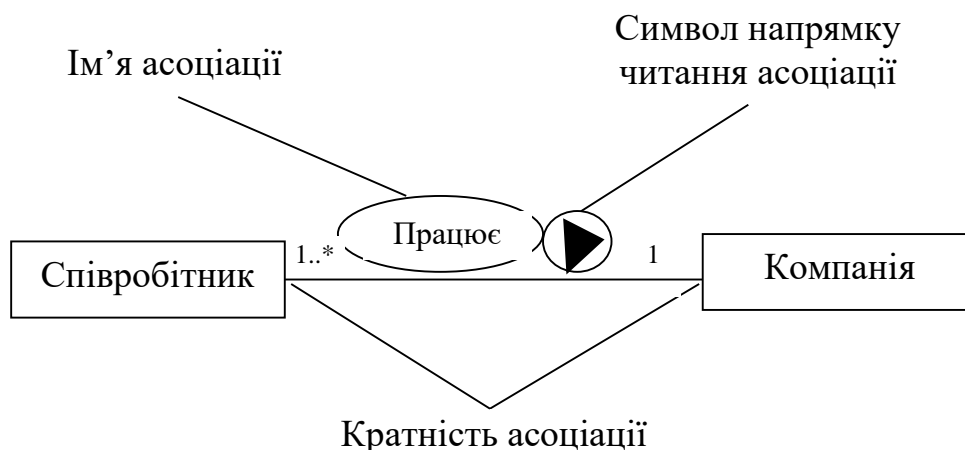 Ім’я асоціації
Символ напрямку
читання асоціації
Працює
1..*
1
Співробітник
Компанія
Кратність асоціації